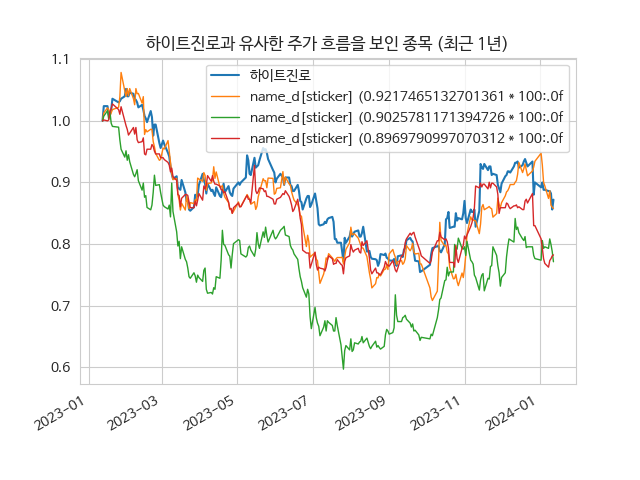 하이트진로과 유사한 주가 흐름을 보인 종목 (최근 1년)
하이트진로
name_d[sticker] (0.9217465132701361 * 100:.0f
name_d[sticker] (0.9025781171394726 * 100:.0f
name_d[sticker] (0.8969790997070312 * 100:.0f
1.1
1.0
0.9
0.8
0.7
0.6
2023-01
2023-03
2023-05
2023-07
2023-09
2023-11
2024-01